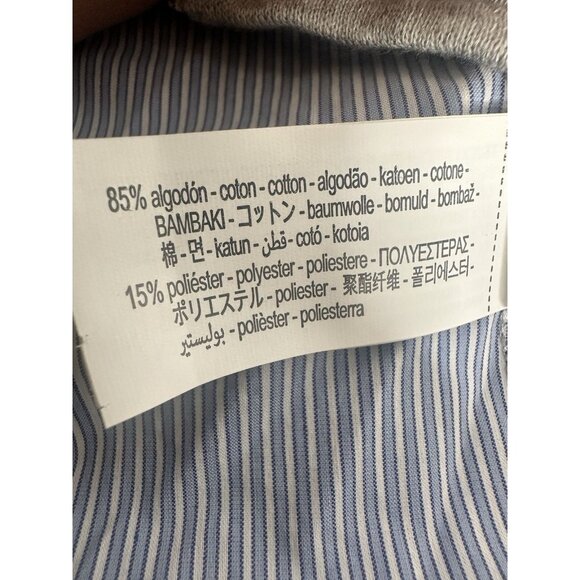 85% algodón - coton - cotton - algodão - katoen - cotone -
BAMBAKI - コットン - baumwolle - bomuld - bombaž -
棉 - 면 - katun - قطن - cotó - kotoia
15% poliéster - polyester - poliestere - ΠΟΛΥΕΣΤΕΡΑΣ -
ポリエステル - poliester - 聚酯纤维 - 폴리에스터 -
بوليستير - polièster - poliesterra